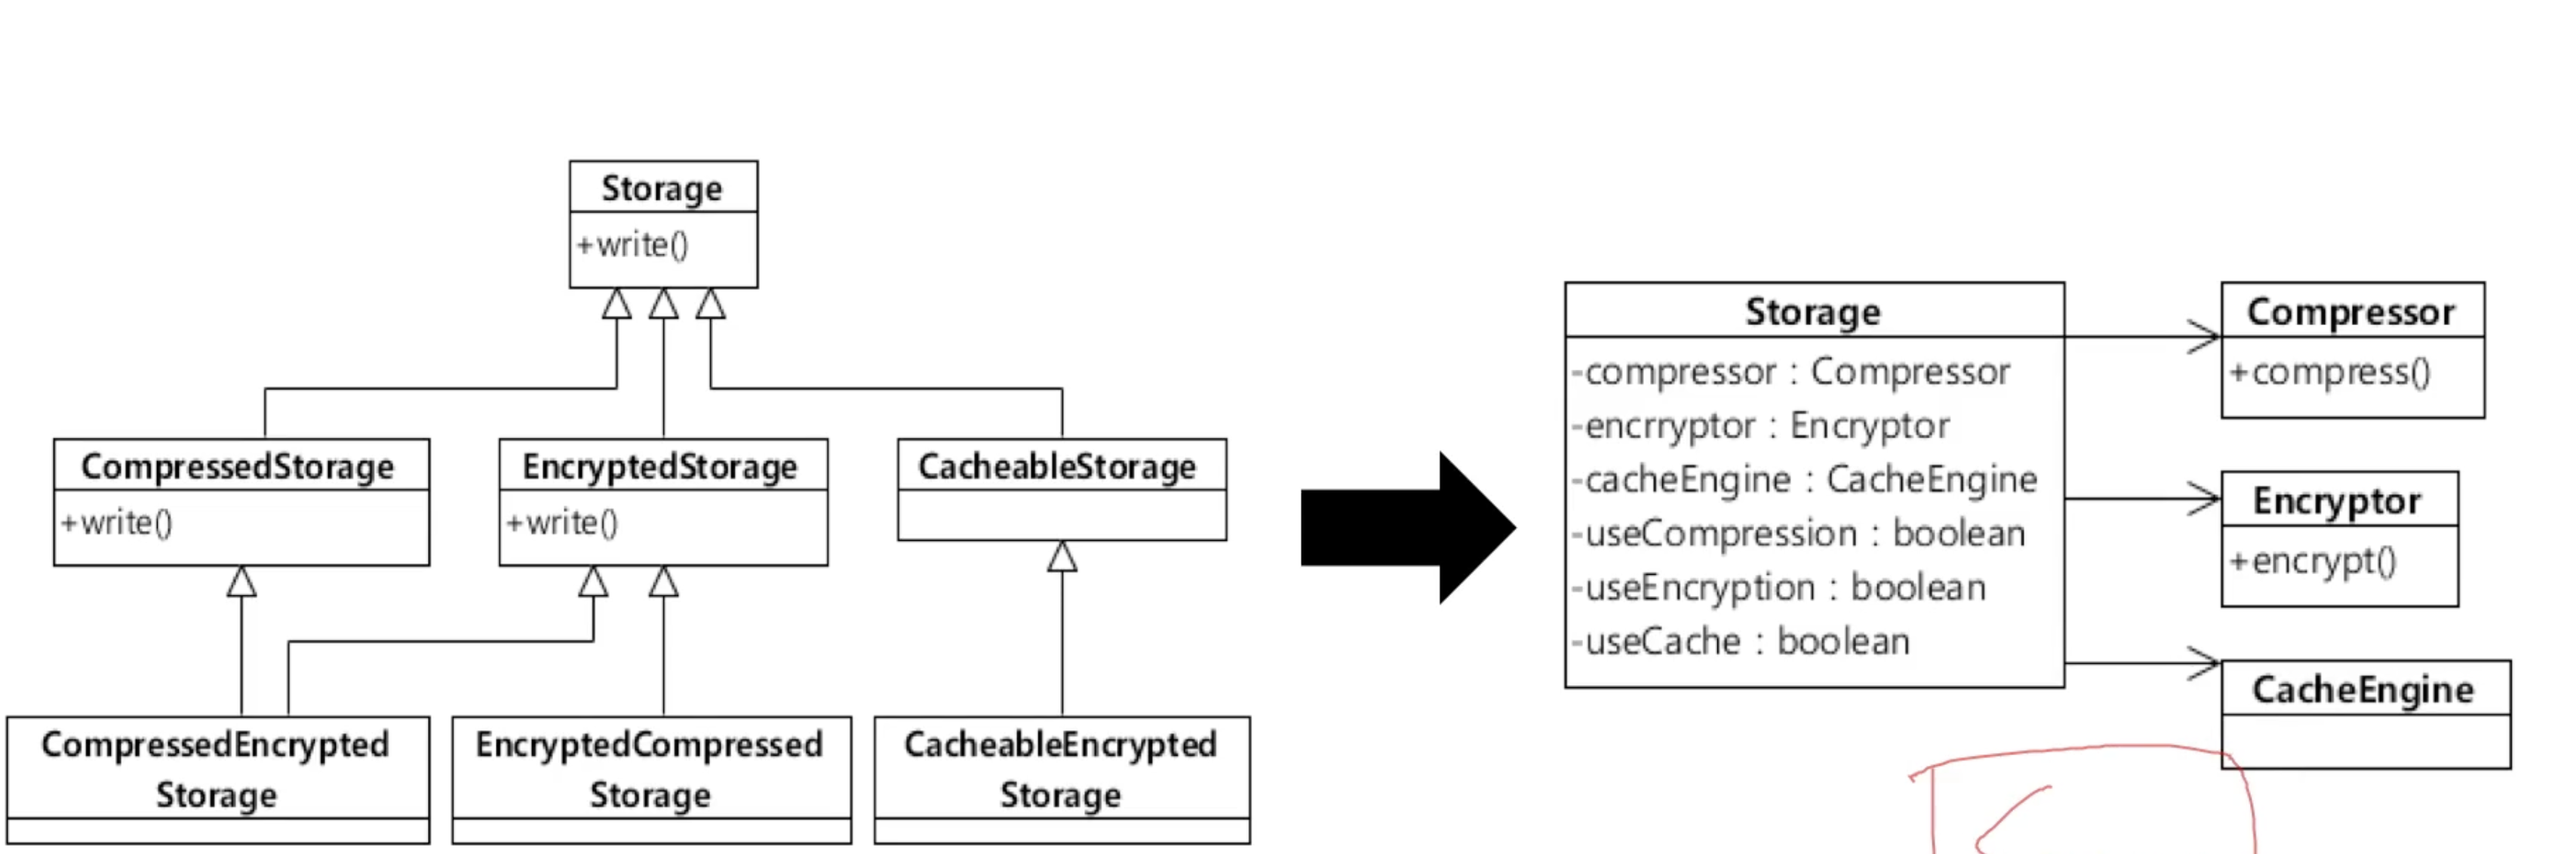 Storage
+write()
CompressedStorage
+write()
EncryptedStorage
+write()
CacheableStorage
CompressedEncrypted
Storage
EncryptedCompressed
Storage
CacheableEncrypted
Storage
Storage
-compressor : Compressor
-encrryptor : Encryptor
-cacheEngine : CacheEngine
-useCompression : boolean
-useEncryption : boolean
-useCache : boolean
Compressor
+compress()
Encryptor
+encrypt()
CacheEngine